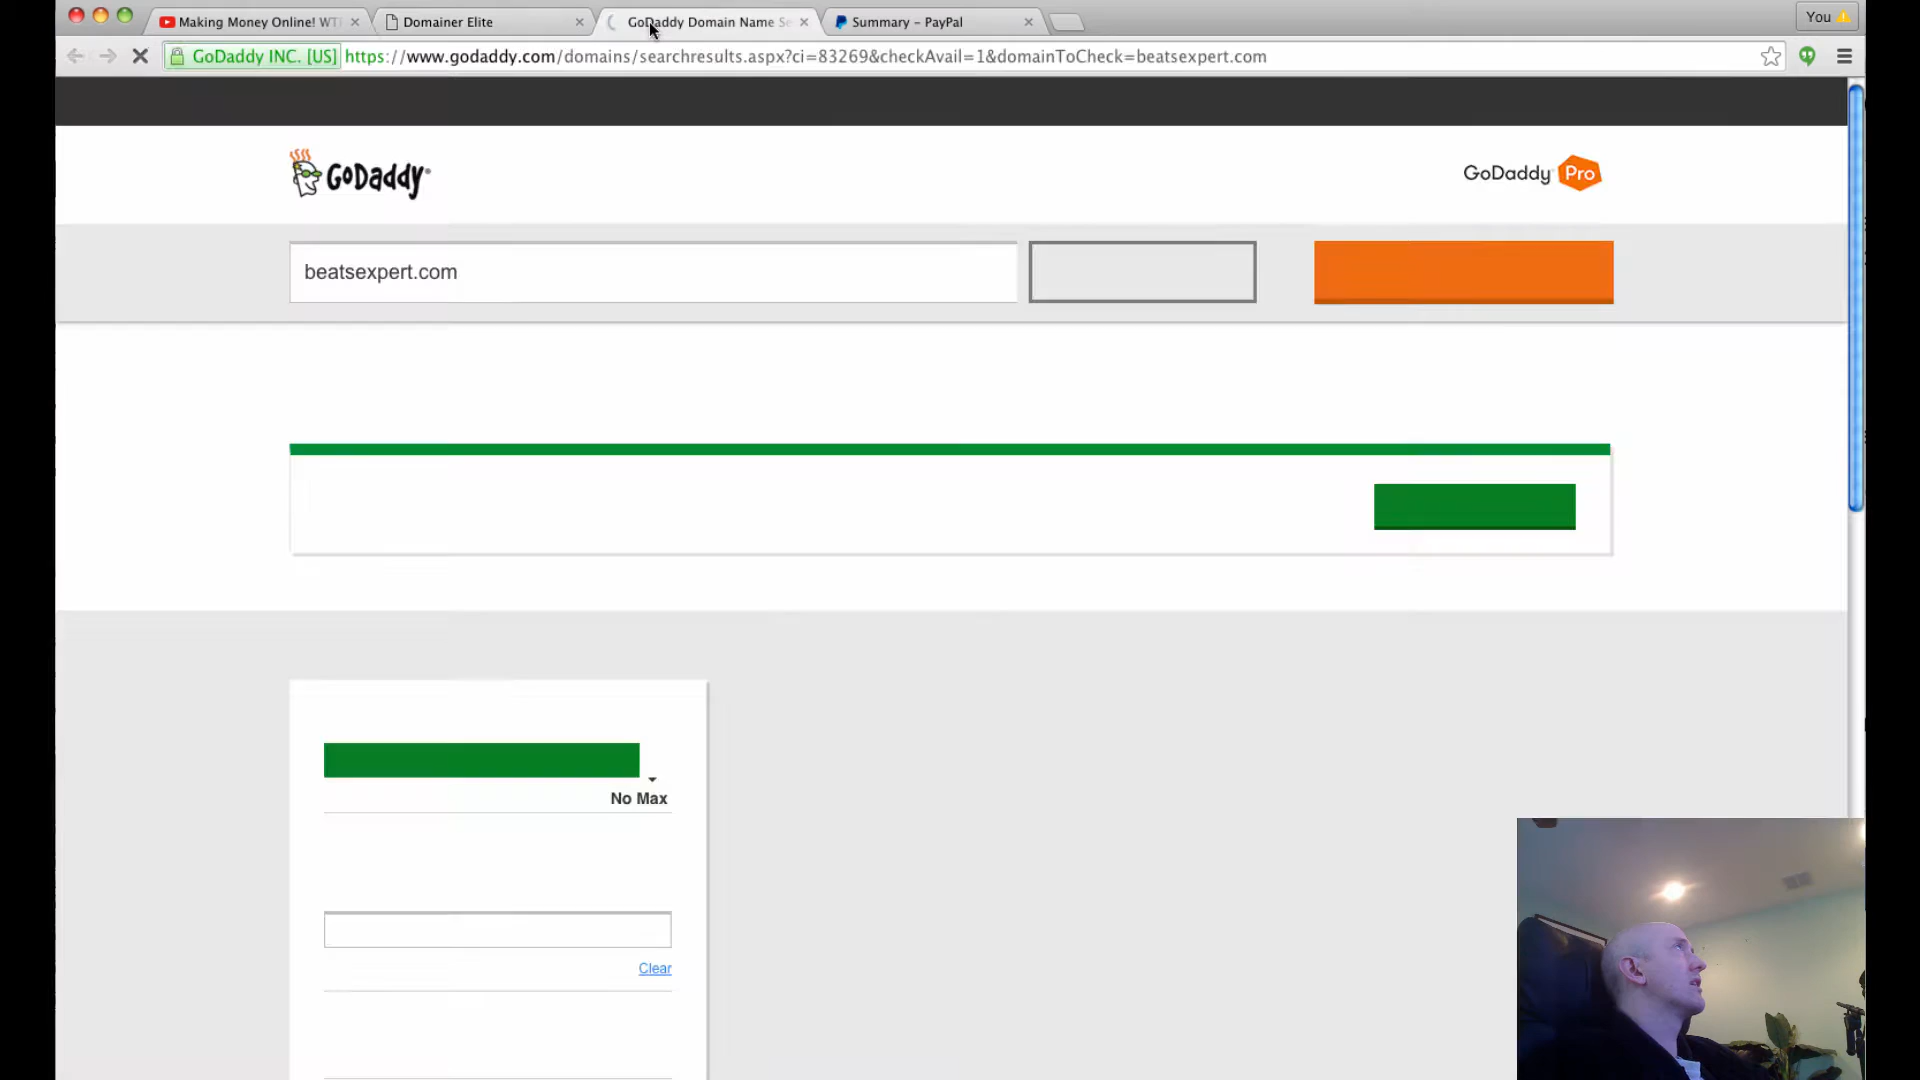 Making Money Online! WT
Domainer Elite
GoDaddy Domain Name Se
Summary – PayPal
You
GoDaddy INC. [US]
https://www.godaddy.com/domains/searchresults.aspx?ci=83269&checkAvail=1&domainToCheck=beatsexpert.com
GoDaddy
GoDaddy Pro
beatsexpert.com
No Max
Clear